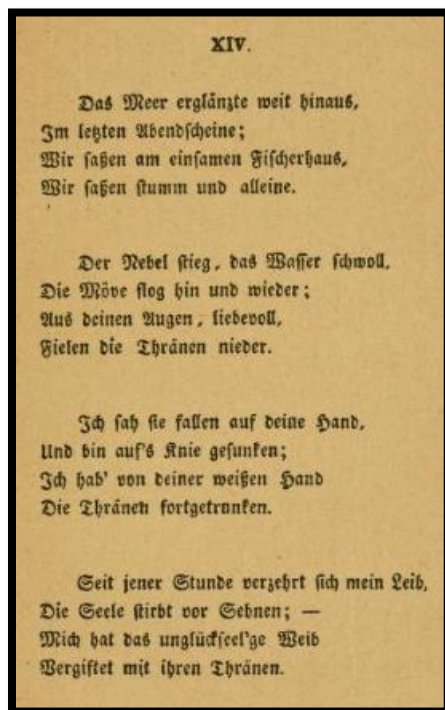 XIV.
Das Meer erglänzte weit hinaus,
Im letzten Abendscheine;
Wir saßen am einsamen Fischerhaus,
Wir saßen stumm und alleine.
Der Nebel stieg, das Wasser schwoll,
Die Möve flog hin und wieder;
Aus deinen Augen, liebevoll,
Fielen die Thränen nieder.
Ich sah sie fallen auf deine Hand,
Und bin auf's Knie gesunken;
Ich hab' von deiner weißen Hand
Die Thränen fortgetrunken.
Seit jener Stunde verzehrt sich mein Leib,
Die Seele stirbt vor Sehnen; —
Mich hat das unglückseel'ge Weib
Vergiftet mit ihren Thränen.